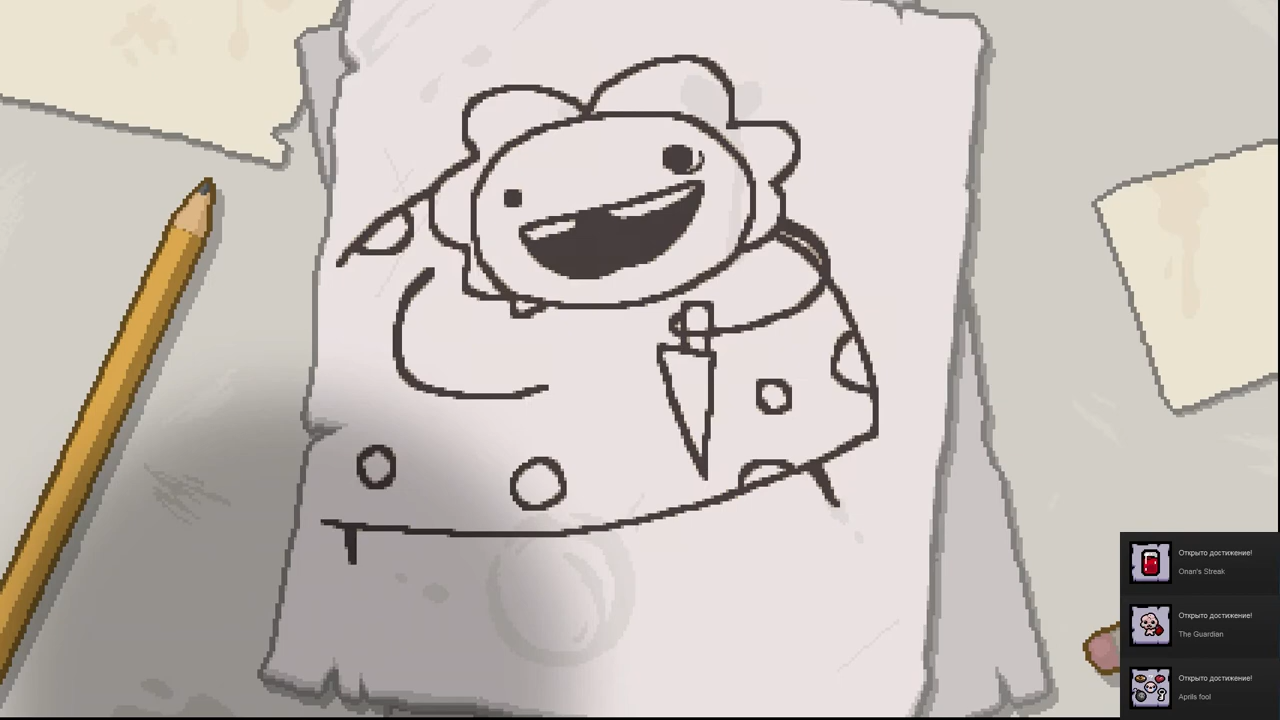 Открыто достижение!
Onan's Streak
Открыто достижение!
The Guardian
Открыто достижение!
Aprils fool